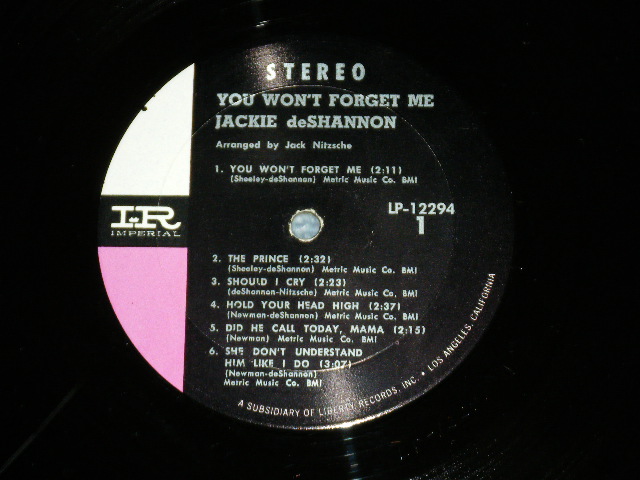 STEREO
YOU WON'T FORGET ME
JACKIE deSHANNON
Arranged by Jack Nitzsche
1. YOU WON'T FORGET ME (2:11)
(Sheeley-deShannon) Metric Music Co. BMI
LP-12294
1
I-R
IMPERIAL
2. THE PRINCE (2:32)
(Sheeley-deShannon) Metric Music Co. BMI
3. SHOULD I CRY (2:23)
(deShannon-Nitzsche) Metric Music Co. BMI
4. HOLD YOUR HEAD HIGH (2:37)
(Newman-deShannon) Metric Music Co. BMI
5. DID HE CALL TODAY, MAMA (2:15)
(Newman) Metric Music Co. BMI
6. SHE DON'T UNDERSTAND
HIM LIKE I DO (3:07)
(Newman-deShannon)
Metric Music Co. BMI
A SUBSIDIARY OF LIBERTY RECORDS, INC. • LOS ANGELES, CALIFORNIA